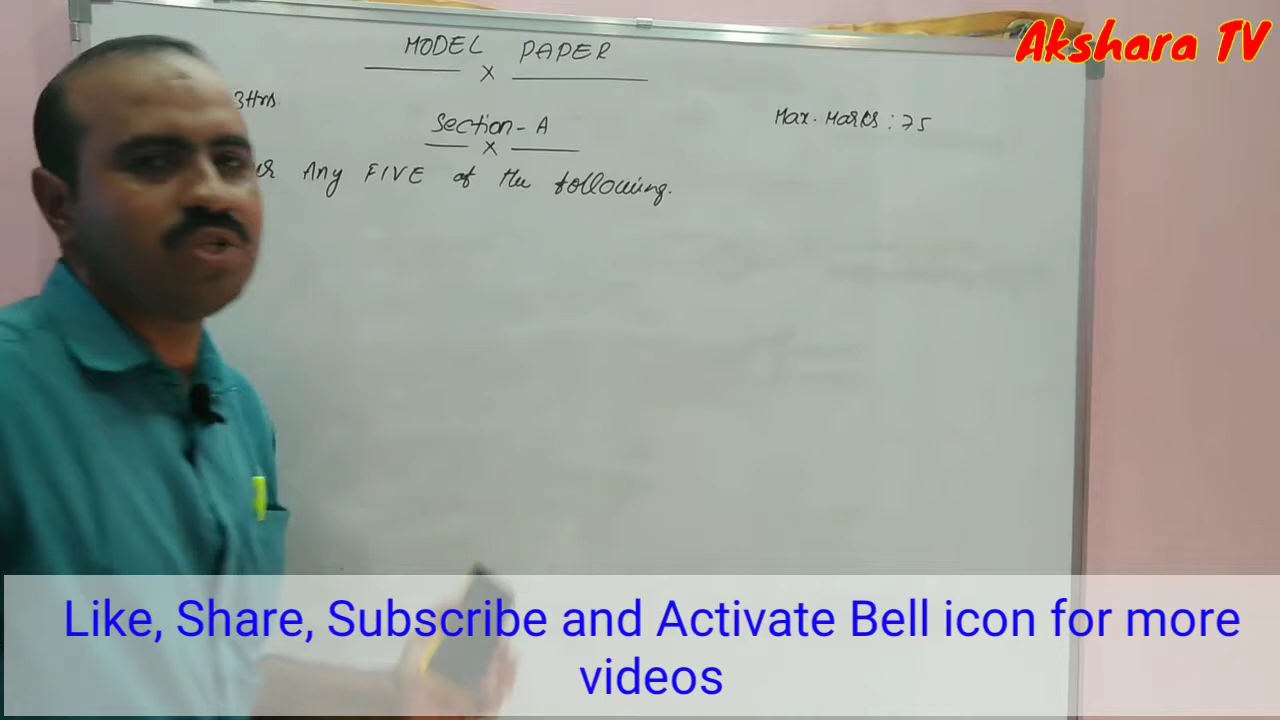 Akshara TV
MODEL PAPER
X
3Hrs
Max. Marks : 75
Section - A
X
Any FIVE of the following.
Like, Share, Subscribe and Activate Bell icon for more
videos